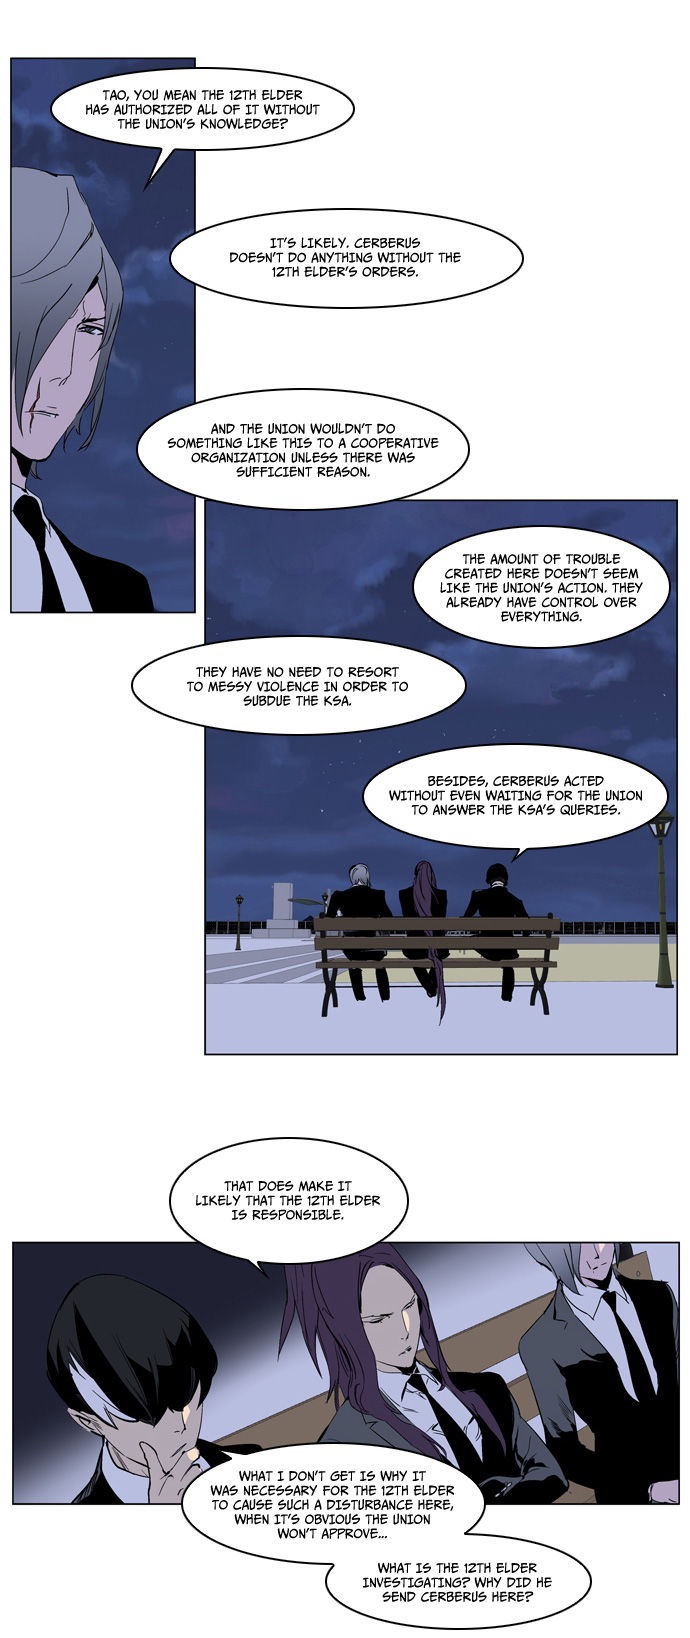 TAO, YOU MEAN THE 12TH ELDER
HAS AUTHORIZED ALL OF IT WITHOUT
THE UNION'S KNOWLEDGE?
IT'S LIKELY. CERBERUS
DOESN'T DO ANYTHING WITHOUT THE
12TH ELDER'S ORDERS.
AND THE UNION WOULDN'T DO
SOMETHING LIKE THIS TO A COOPERATIVE
ORGANIZATION UNLESS THERE WAS
SUFFICIENT REASON.
THE AMOUNT OF TROUBLE
CREATED HERE DOESN'T SEEM
LIKE THE UNION'S ACTION. THEY
ALREADY HAVE CONTROL OVER
EVERYTHING.
THEY HAVE NO NEED TO RESORT
TO MESSY VIOLENCE IN ORDER TO
SUBDUE THE KSA.
BESIDES, CERBERUS ACTED
WITHOUT EVEN WAITING FOR THE UNION
TO ANSWER THE KSA'S QUERIES.
THAT DOES MAKE IT
LIKELY THAT THE 12TH ELDER
IS RESPONSIBLE.
WHAT I DON'T GET IS WHY IT
WAS NECESSARY FOR THE 12TH ELDER
TO CAUSE SUCH A DISTURBANCE HERE,
WHEN IT'S OBVIOUS THE UNION
WON'T APPROVE...
WHAT IS THE 12TH ELDER
INVESTIGATING? WHY DID HE
SEND CERBERUS HERE?